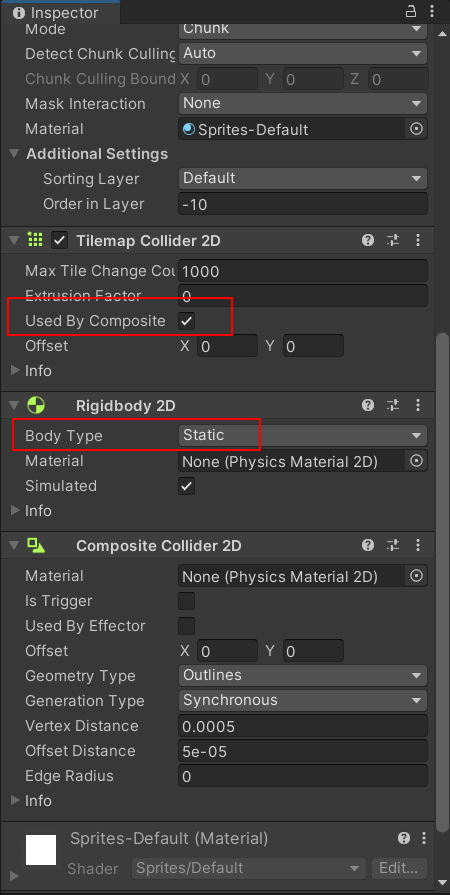 Inspector
Mode Chunk
Detect Chunk Culling Auto
Chunk Culling Bound X 0 Y 0 Z 0
Mask Interaction None
Material Sprites-Default
Additional Settings
Sorting Layer Default
Order in Layer -10
Tilemap Collider 2D
Max Tile Change Cou 1000
Extrusion Factor 0
Used By Composite
Offset X 0 Y 0
Info
Rigidbody 2D
Body Type Static
Material None (Physics Material 2D)
Simulated
Info
Composite Collider 2D
Material None (Physics Material 2D)
Is Trigger
Used By Effector
Offset X 0 Y 0
Geometry Type Outlines
Generation Type Synchronous
Vertex Distance 0.0005
Offset Distance 5e-05
Edge Radius 0
Info
Sprites-Default (Material)
Shader Sprites/Default Edit...